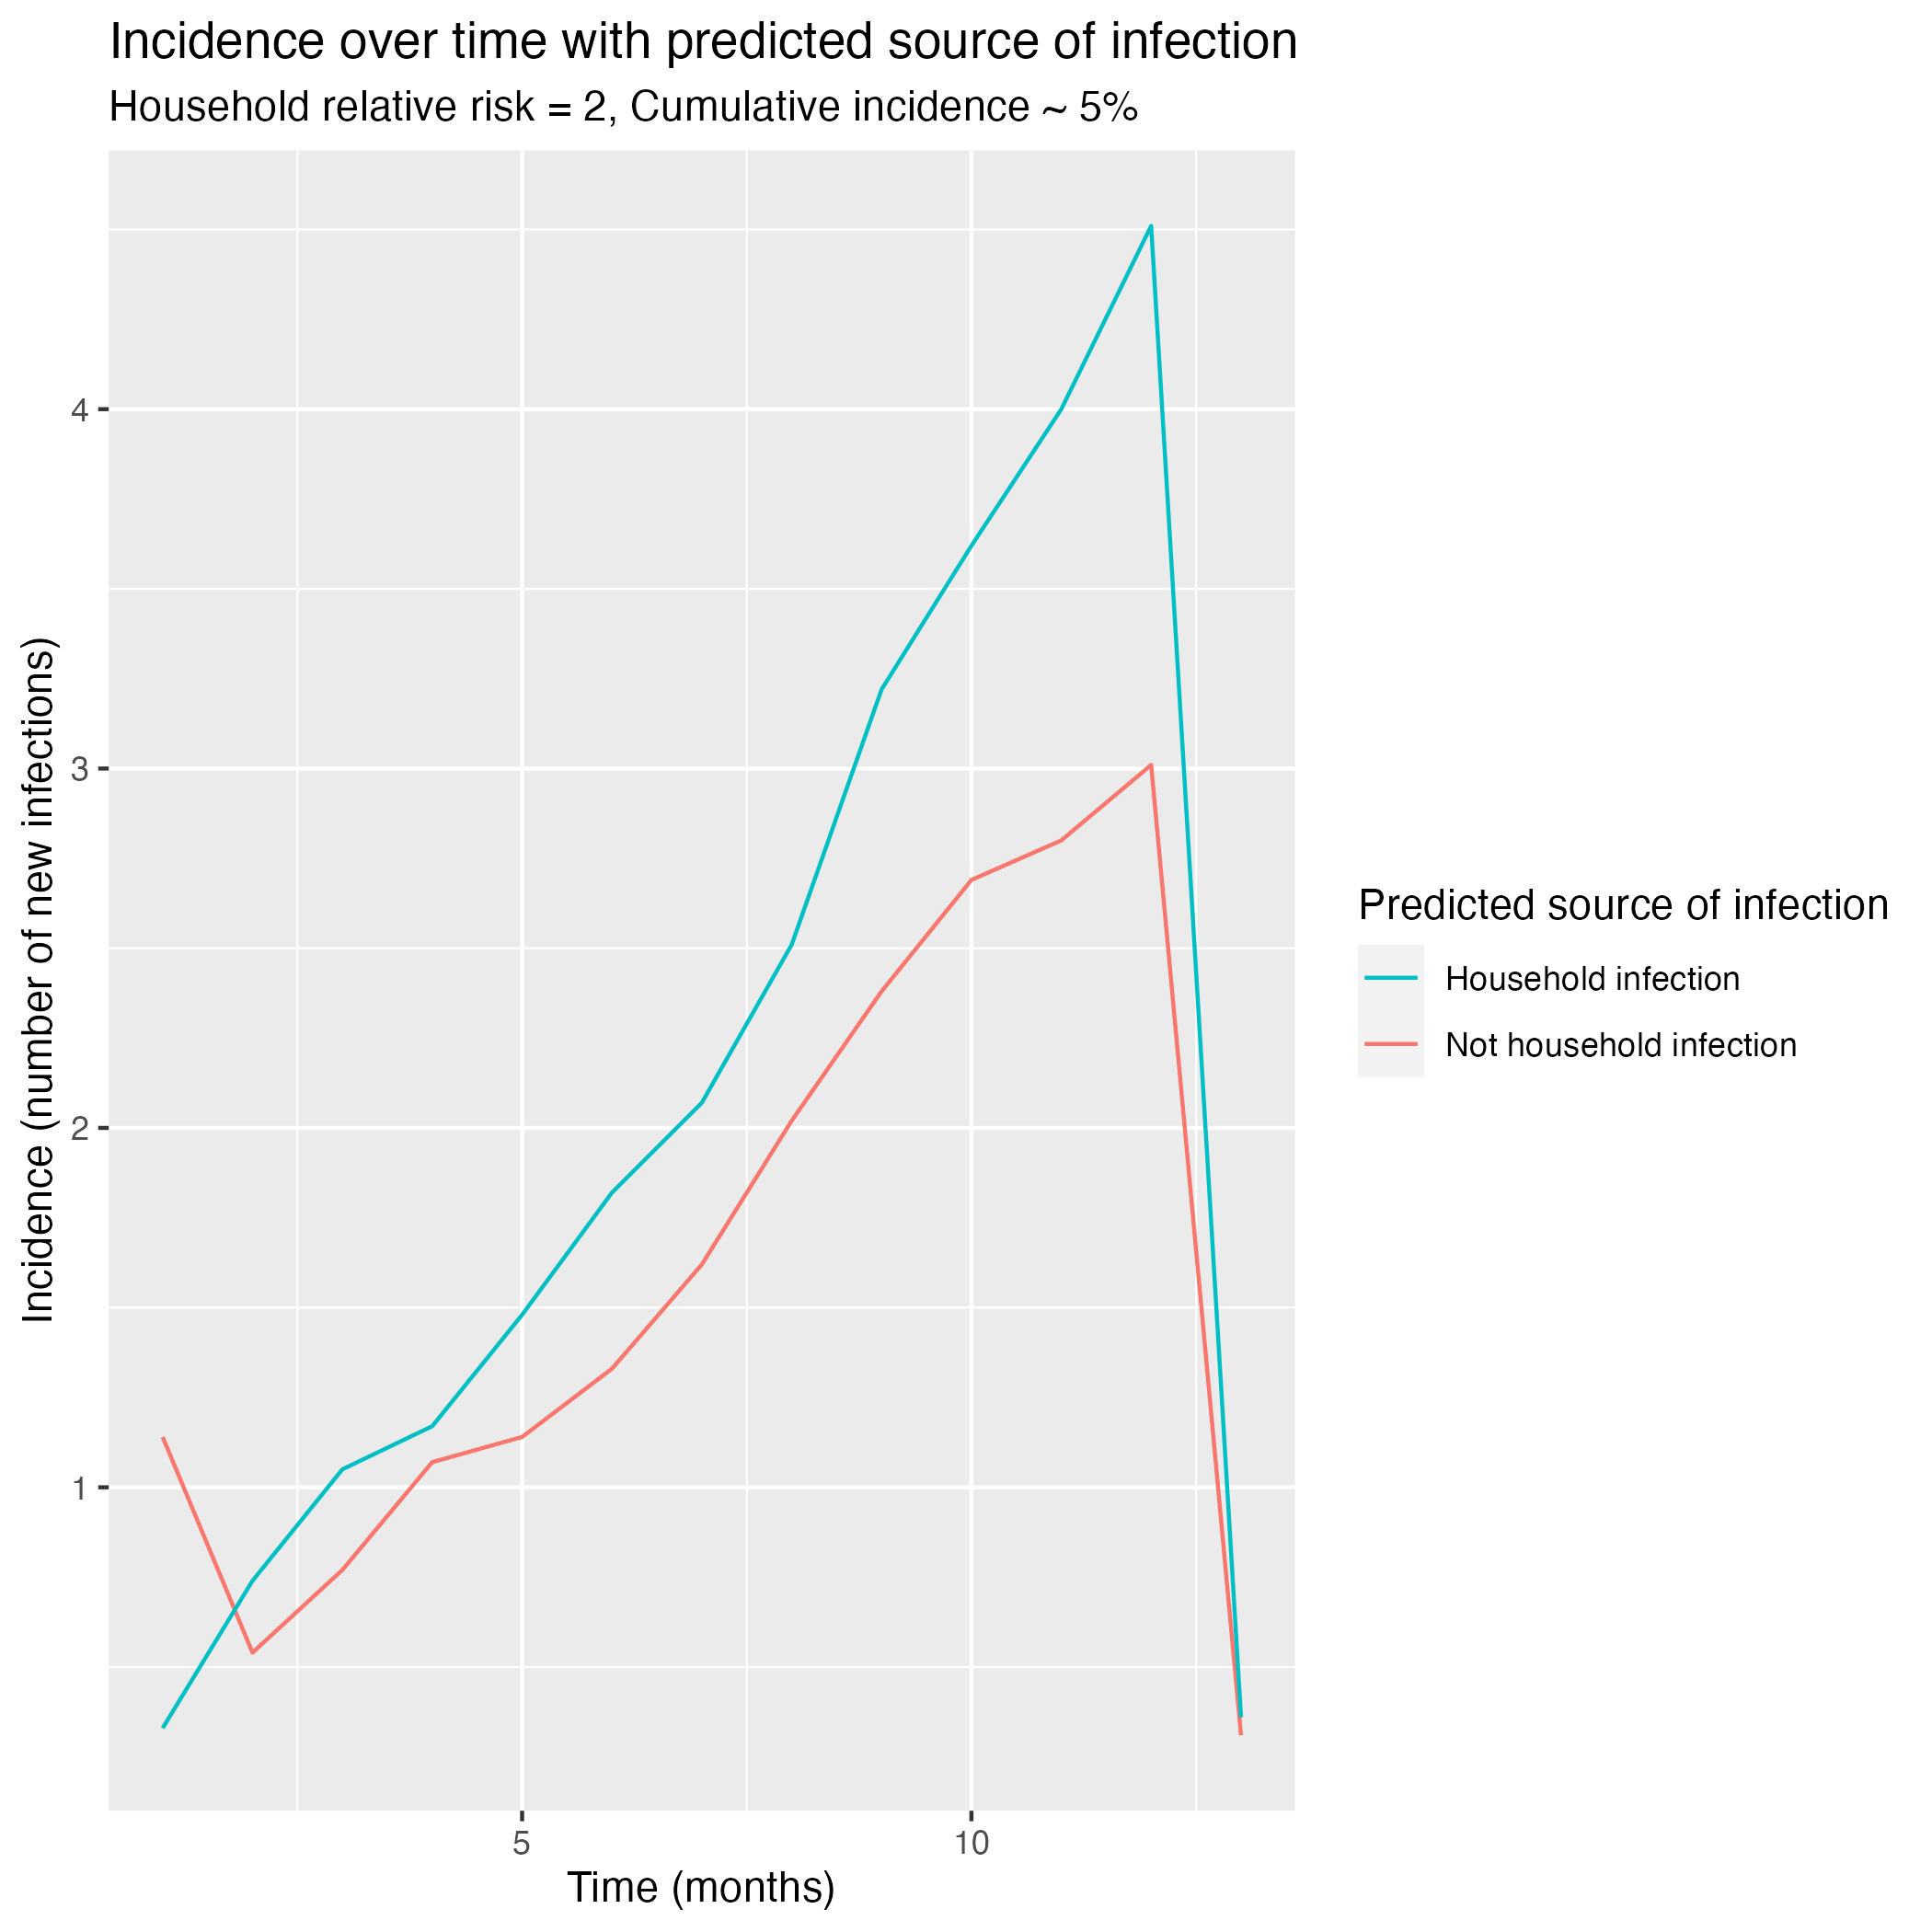 Incidence over time with predicted source of infection
Household relative risk = 2, Cumulative incidence ~ 5%
Incidence (number of new infections)
4
3
2
1
5
10
Time (months)
Predicted source of infection
Household infection
Not household infection